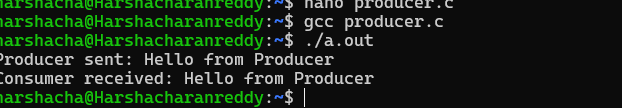 harshacha@Harshacharanreddy:~$ nano producer.c
harshacha@Harshacharanreddy:~$ gcc producer.c
harshacha@Harshacharanreddy:~$ ./a.out
Producer sent: Hello from Producer
Consumer received: Hello from Producer
harshacha@Harshacharanreddy:~$